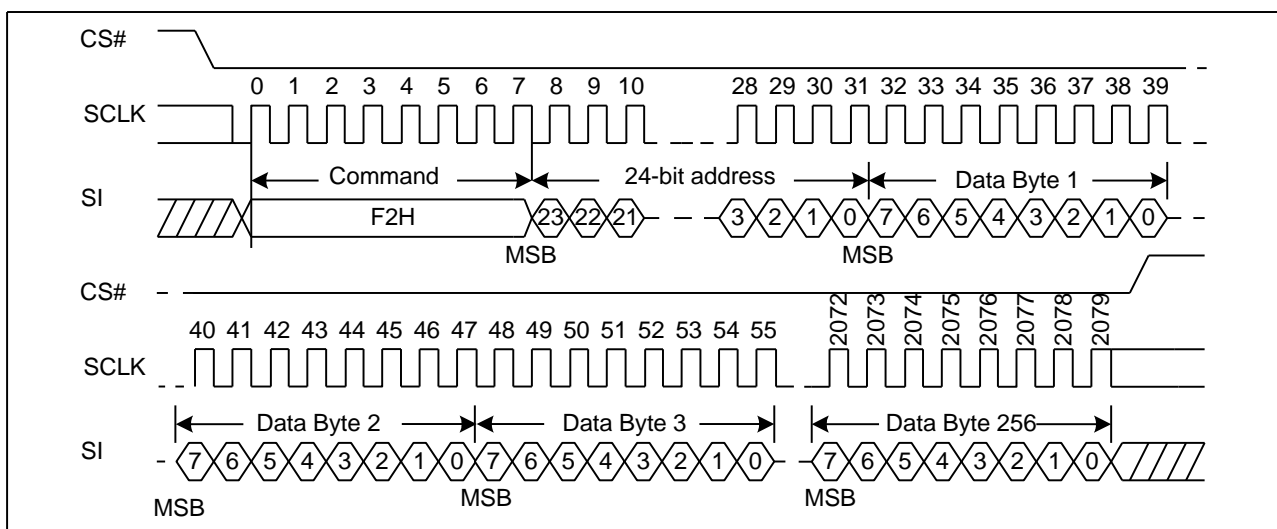 CS#
0 1 2 3 4 5 6 7 8 9 10 28 29 30 31 32 33 34 35 36 37 38 39
SCLK
Command 24-bit address Data Byte 1
SI
F2H 23 22 21 3 2 1 0 7 6 5 4 3 2 1 0
MSB MSB
CS#
40 41 42 43 44 45 46 47 48 49 50 51 52 53 54 55 2072 2073 2074 2075 2076 2077 2078 2079
SCLK
Data Byte 2 Data Byte 3 Data Byte 256
SI
7 6 5 4 3 2 1 0 7 6 5 4 3 2 1 0 7 6 5 4 3 2 1 0
MSB MSB MSB